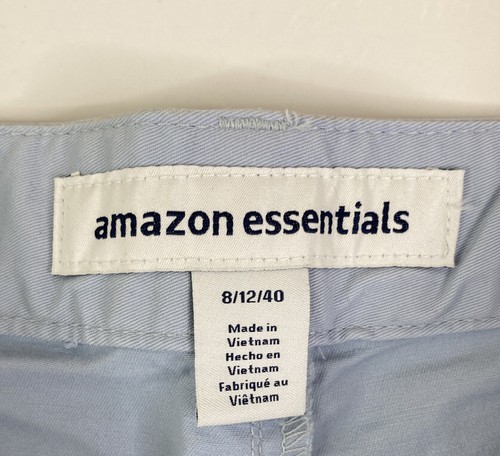 amazon essentials
8/12/40
Made in
Vietnam
Hecho en
Vietnam
Fabriqué au
Viêtnam